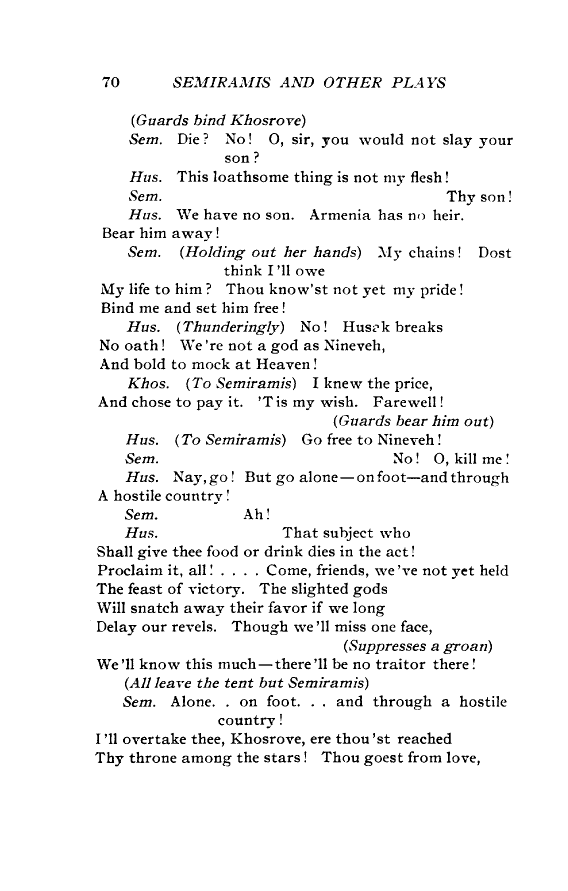 70 SEMIRAMIS AND OTHER PLAYS
(Guards bind Khosrove)
Sem. Die? No! O, sir, you would not slay your
son?
Hus. This loathsome thing is not my flesh!
Sem. Thy son!
Hus. We have no son. Armenia has no heir.
Bear him away!
Sem. (Holding out her hands) My chains! Dost
think I'll owe
My life to him? Thou know'st not yet my pride!
Bind me and set him free!
Hus. (Thunderingly) No! Husak breaks
No oath! We're not a god as Nineveh,
And bold to mock at Heaven!
Khos. (To Semiramis) I knew the price,
And chose to pay it. 'Tis my wish. Farewell!
(Guards bear him out)
Hus. (To Semiramis) Go free to Nineveh!
Sem. No! O, kill me!
Hus. Nay, go! But go alone—on foot—and through
A hostile country!
Sem. Ah!
Hus. That subject who
Shall give thee food or drink dies in the act!
Proclaim it, all! . . . . Come, friends, we've not yet held
The feast of victory. The slighted gods
Will snatch away their favor if we long
Delay our revels. Though we'll miss one face,
(Suppresses a groan)
We'll know this much—there'll be no traitor there!
(All leave the tent but Semiramis)
Sem. Alone. . on foot. . . and through a hostile
country!
I'll overtake thee, Khosrove, ere thou'st reached
Thy throne among the stars! Thou goest from love,